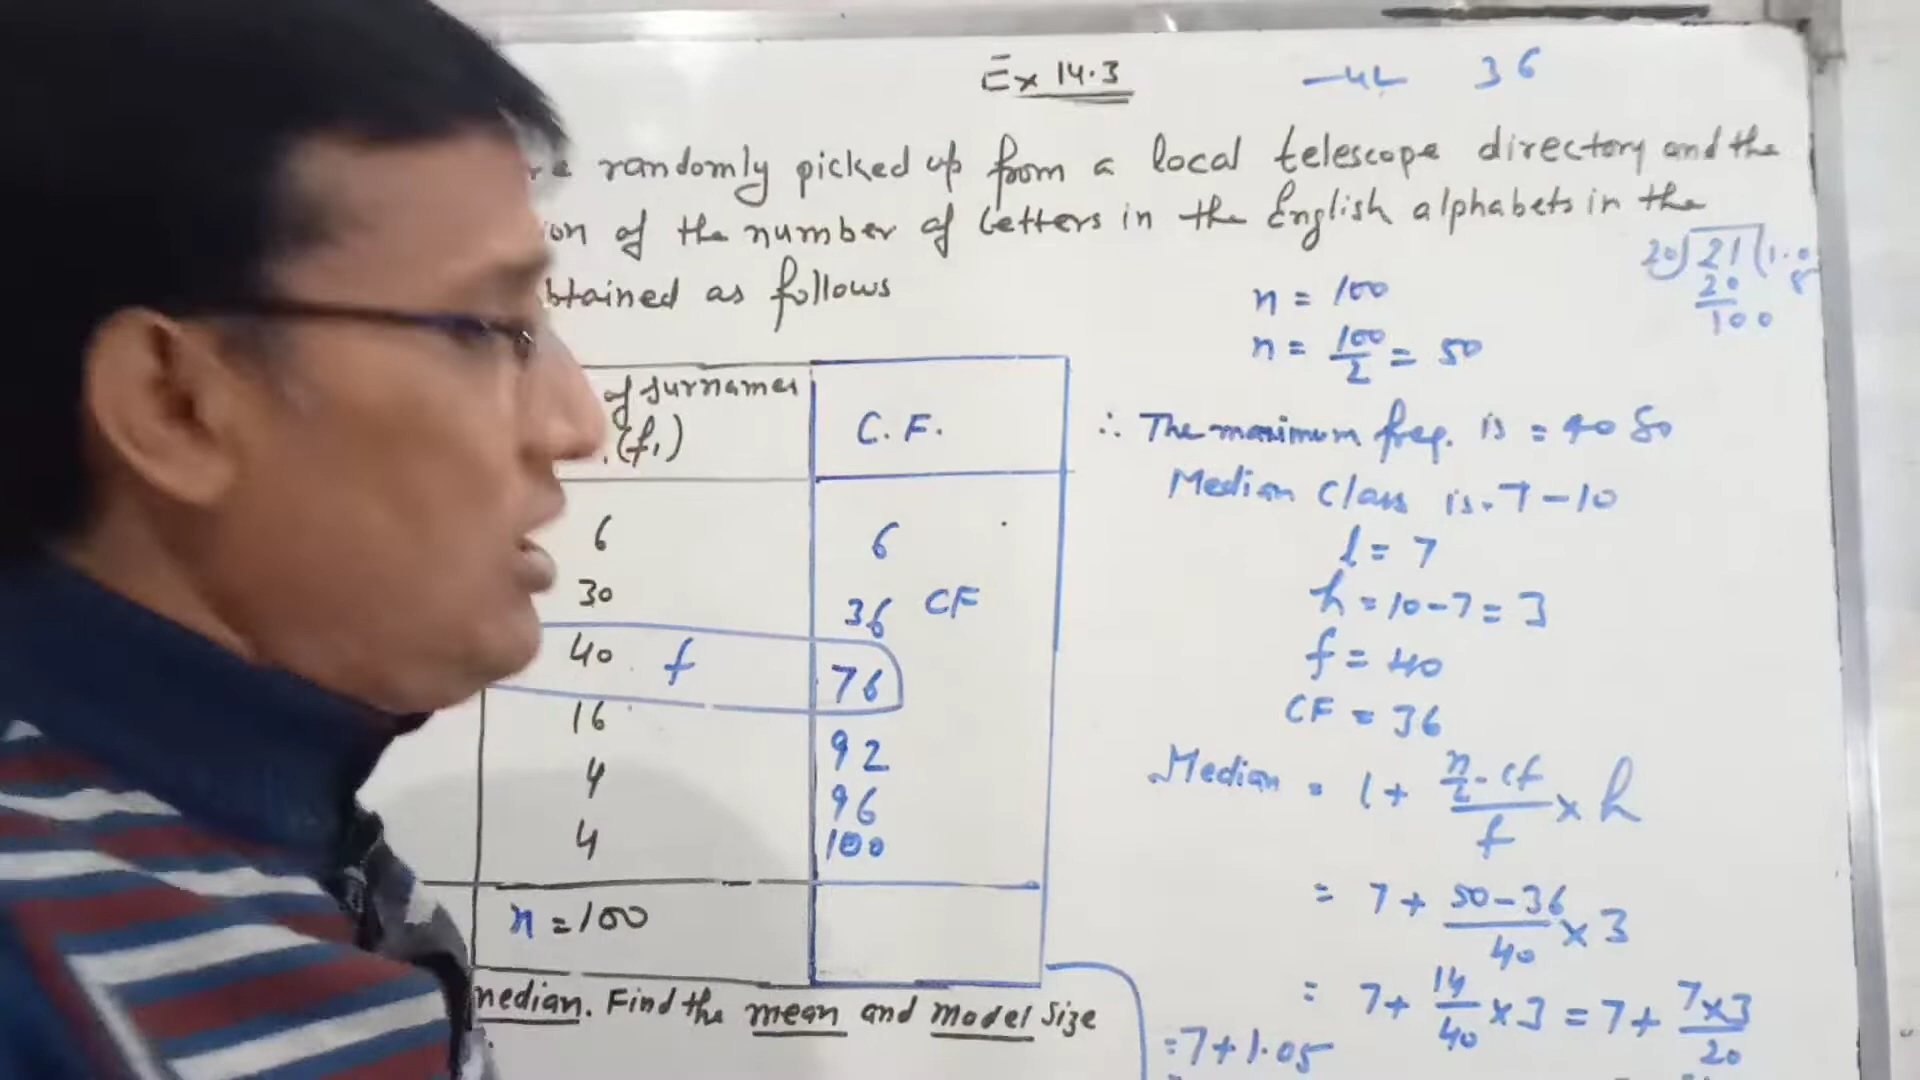 Ex 14.3
36
randomly picked up from a local telescope directory and the
ion of the number of letters in the English alphabets in the
btained as follows
20) 21 (1.0
20 5
100
n = 100
n = 100/2 = 50
of surnames
(f₁)
C.F.
∴ The maximum freq. is = 40 50
Median Class is. 7-10
6 6
l = 7
30 36 CF
h = 10-7 = 3
40 f 76
f = 40
16 92
CF = 36
4 96
Median = l + (n/2 - cf)/f × h
4 100
= 7 + (50-36)/40 × 3
n = 100
= 7 + 14/40 × 3 = 7 + (7×3)/20
median. Find the mean and model size
= 7 + 1.05